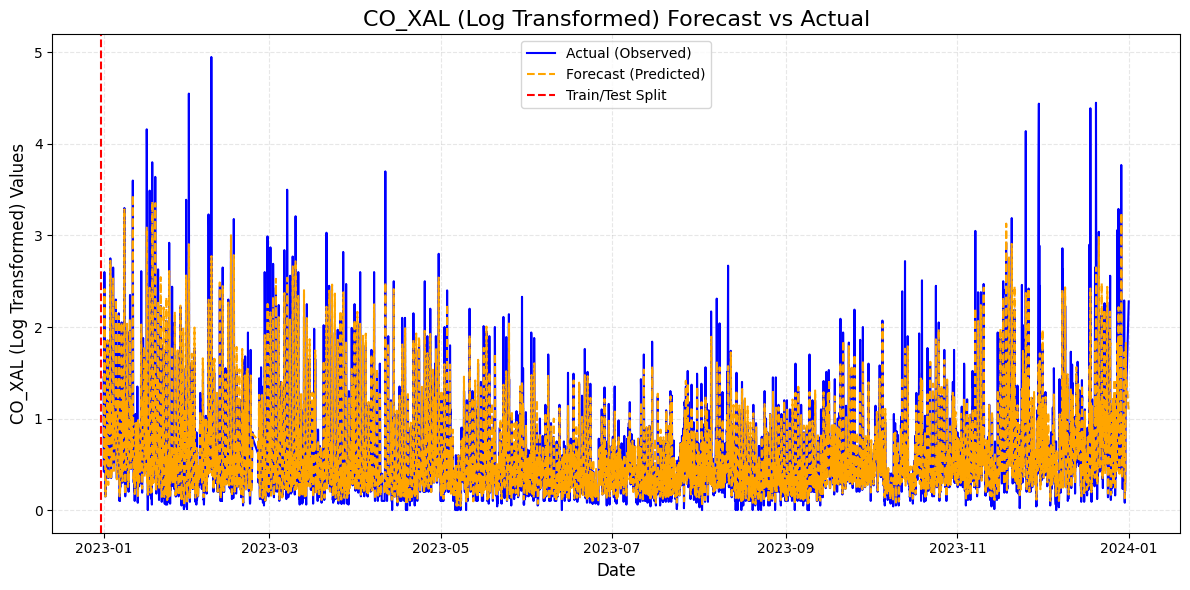 CO_XAL (Log Transformed) Forecast vs Actual
Actual (Observed)
Forecast (Predicted)
Train/Test Split
CO_XAL (Log Transformed) Values
5
4
3
2
1
0
2023-01
2023-03
2023-05
2023-07
2023-09
2023-11
2024-01
Date